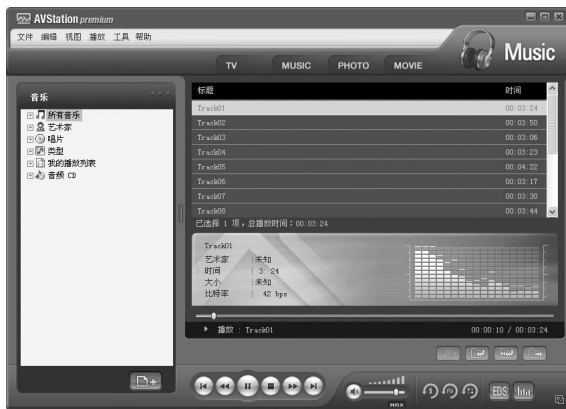 AVStation premium
文件 编辑 视图 播放 工具 帮助
Music
TV MUSIC PHOTO MOVIE
音乐
所有音乐
艺术家
唱片
类型
我的播放列表
音频 CD
标题 时间
Track01 00:03:24
Track02 00:03:50
Track03 00:03:06
Track04 00:03:23
Track05 00:04:22
Track06 00:03:17
Track07 00:03:30
Track08 00:03:44
已选择 1 项，总播放时间：00:03:24
Track01
艺术家 |未知
时间 | 3: 24
大小 |未知
比特率 | 42 bps
播放 : Track01 00:00:10 / 00:03:24
MAX
EDS